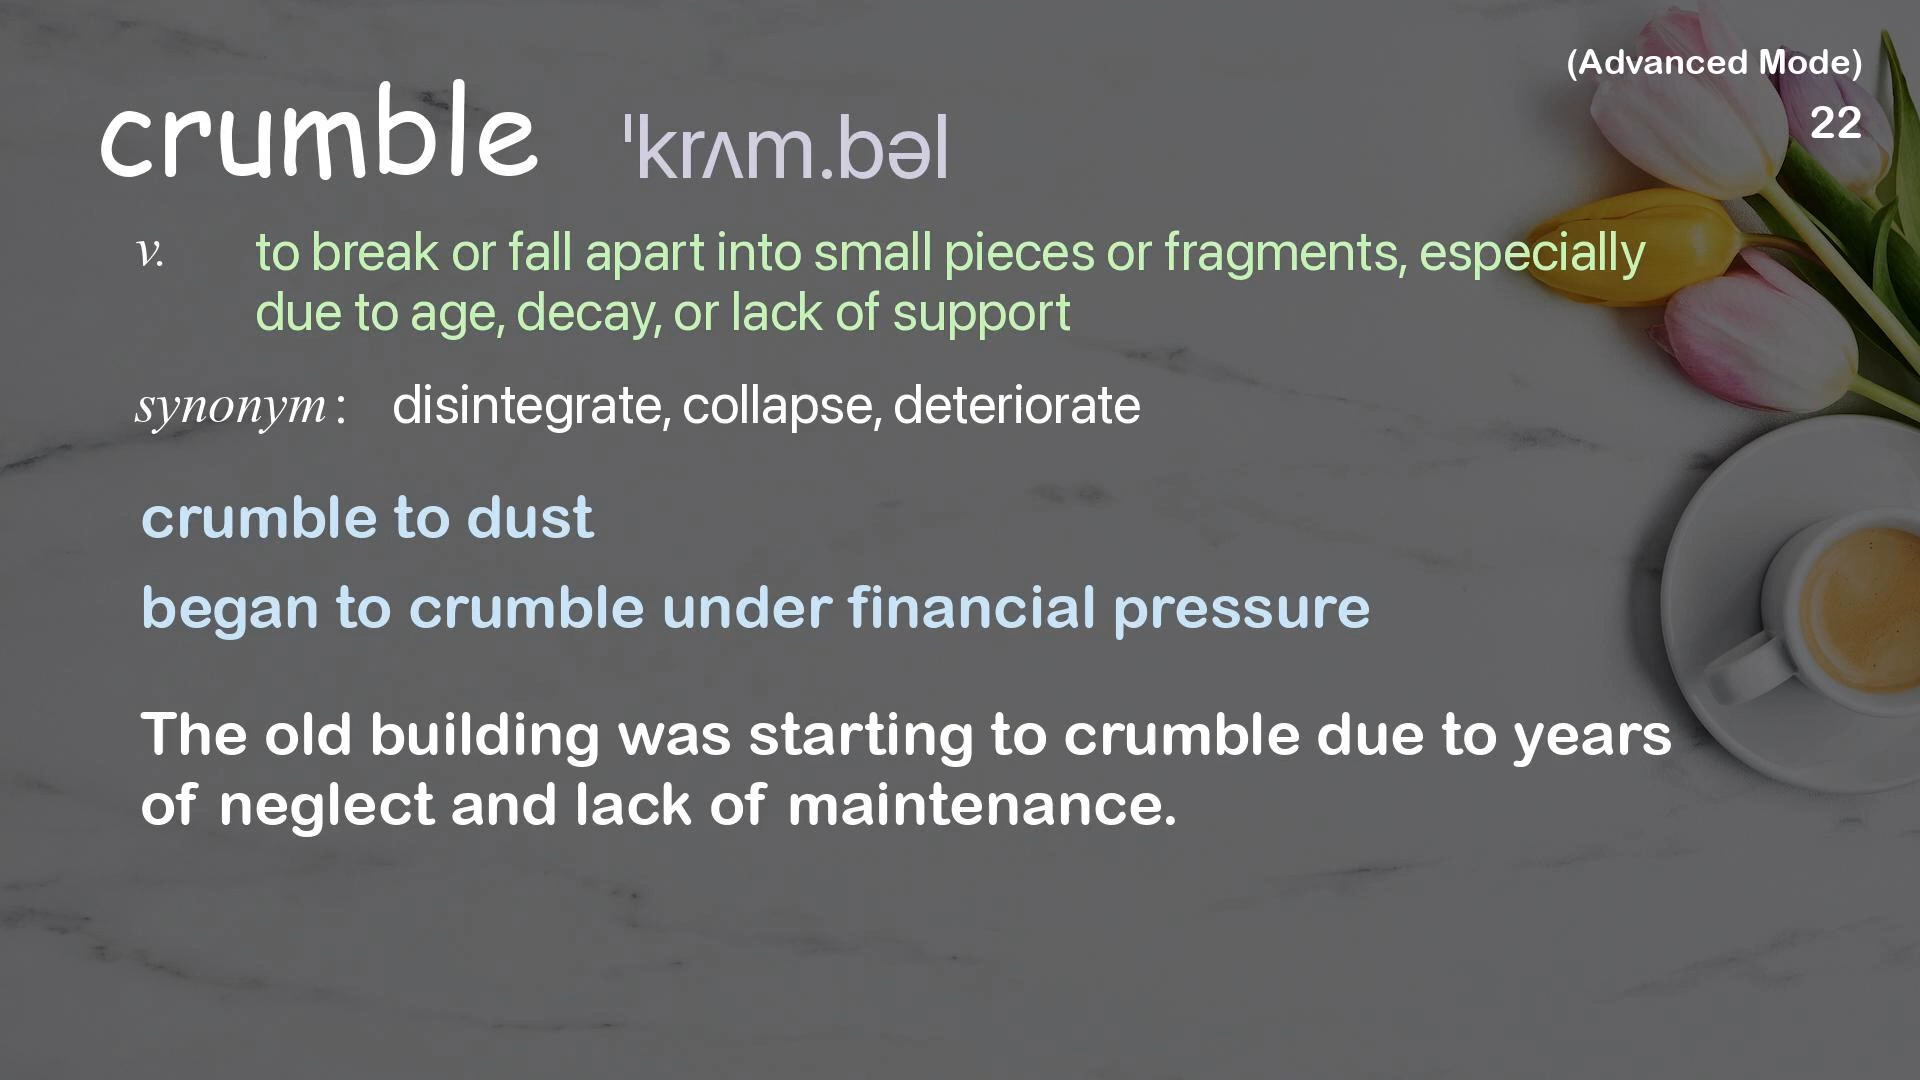 (Advanced Mode)
22
crumble ˈkrʌm.bəl
v. to break or fall apart into small pieces or fragments, especially
due to age, decay, or lack of support
synonym: disintegrate, collapse, deteriorate
crumble to dust
began to crumble under financial pressure
The old building was starting to crumble due to years
of neglect and lack of maintenance.